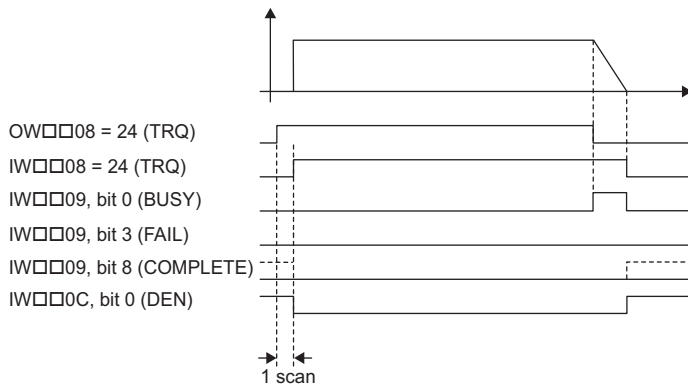 OW□□08 = 24 (TRQ)
IW□□08 = 24 (TRQ)
IW□□09, bit 0 (BUSY)
IW□□09, bit 3 (FAIL)
IW□□09, bit 8 (COMPLETE)
IW□□0C, bit 0 (DEN)
1 scan